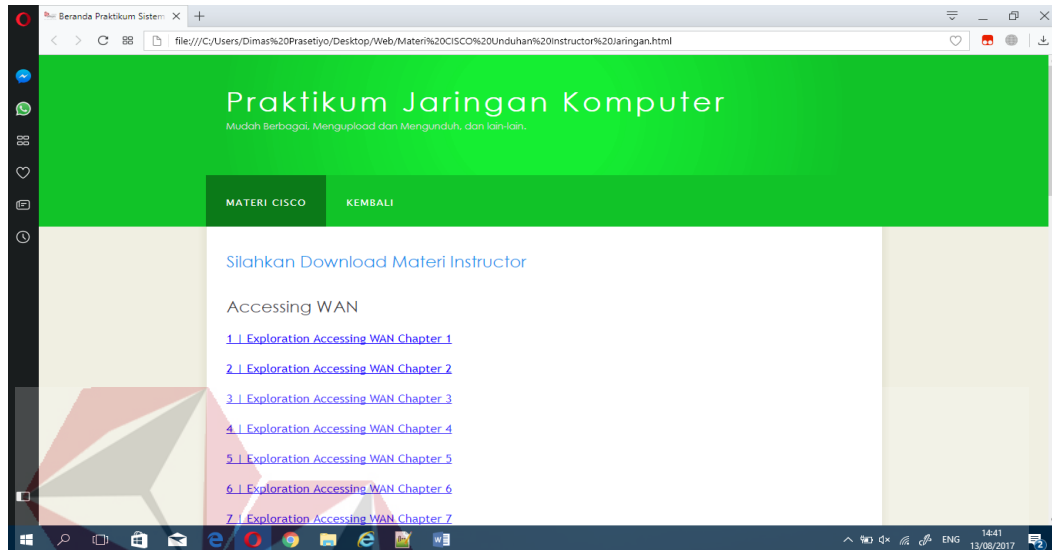 Beranda Praktikum Sistem
file:///C:/Users/Dimas%20Prasetiyo/Desktop/Web/Materi%20CISCO%20Unduhan%20Instructor%20Jaringan.html
Praktikum Jaringan Komputer
Mudah Berbagai, Mengupload dan Mengunduh, dan lain-lain.
MATERI CISCO KEMBALI
Silahkan Download Materi Instructor
Accessing WAN
1 | Exploration Accessing WAN Chapter 1
2 | Exploration Accessing WAN Chapter 2
3 | Exploration Accessing WAN Chapter 3
4 | Exploration Accessing WAN Chapter 4
5 | Exploration Accessing WAN Chapter 5
6 | Exploration Accessing WAN Chapter 6
7 | Exploration Accessing WAN Chapter 7
ENG 14:41
13/08/2017